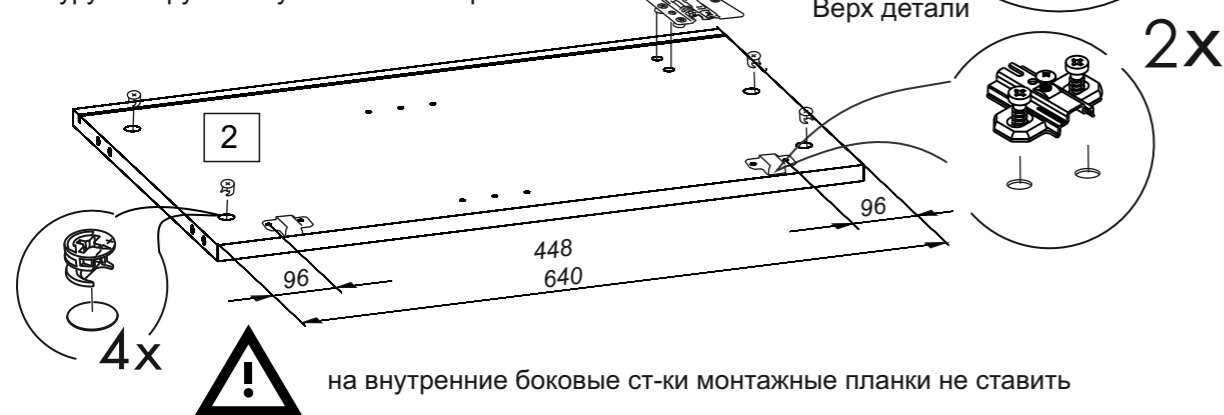 Верх детали
2x
2
96
448
96
640
4x
!
на внутренние боковые ст-ки монтажные планки не ставить